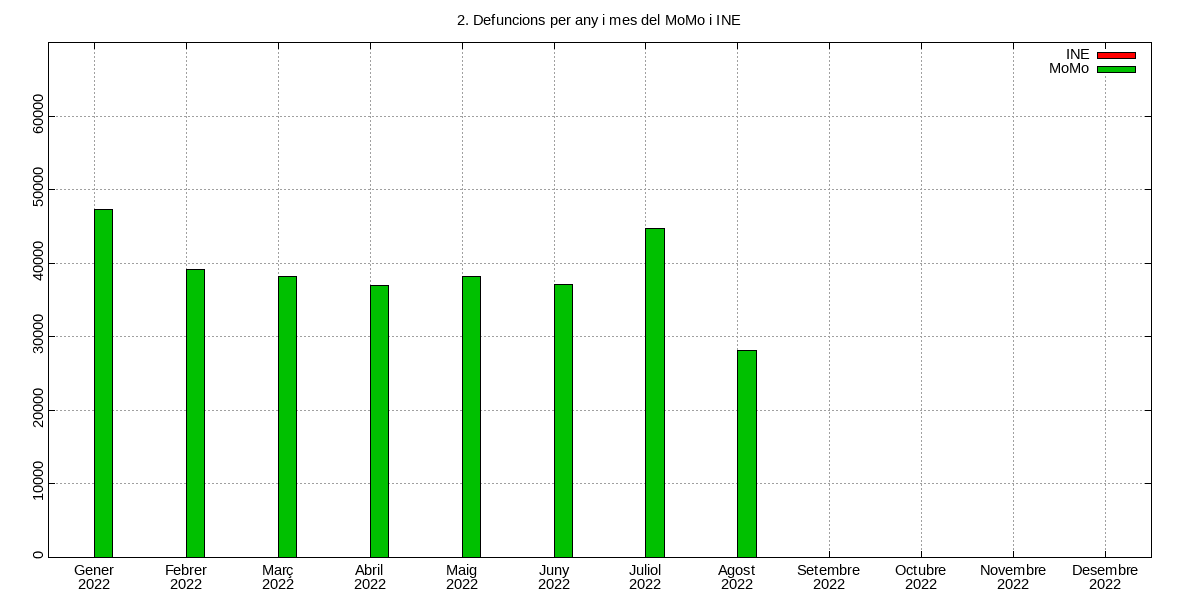 2. Defuncions per any i mes del MoMo i INE
INE
MoMo
60000
50000
40000
30000
20000
10000
0
Gener Febrer Març Abril Maig Juny Juliol Agost Setembre Octubre Novembre Desembre
2022 2022 2022 2022 2022 2022 2022 2022 2022 2022 2022 2022